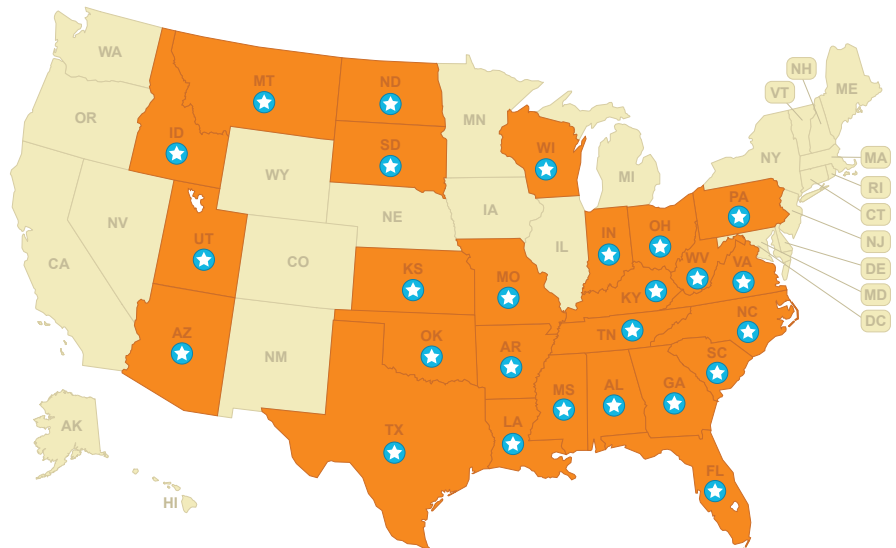 WA
OR
CA
NV
ID
MT
WY
UT
AZ
CO
NM
ND
SD
NE
KS
OK
TX
MN
IA
MO
AR
LA
WI
IL
MS
MI
IN
KY
TN
AL
OH
WV
VA
NC
SC
GA
FL
PA
NY
VT
NH
ME
MA
RI
CT
NJ
DE
MD
DC
AK
HI